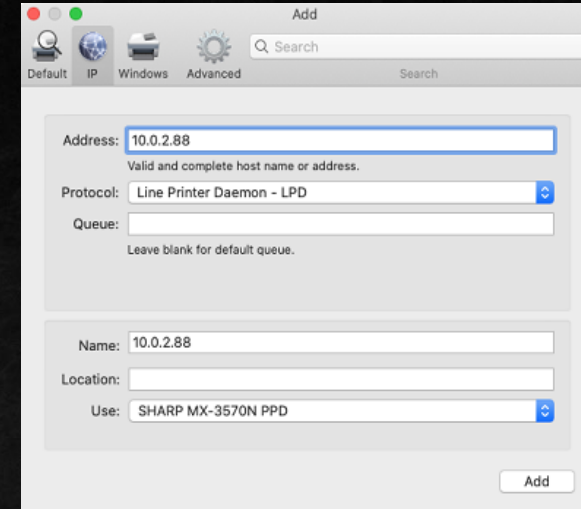 Add
Search
Default IP Windows Advanced Search
Address: 10.0.2.88
Valid and complete host name or address.
Protocol: Line Printer Daemon - LPD
Queue:
Leave blank for default queue.
Name: 10.0.2.88
Location:
Use: SHARP MX-3570N PPD
Add